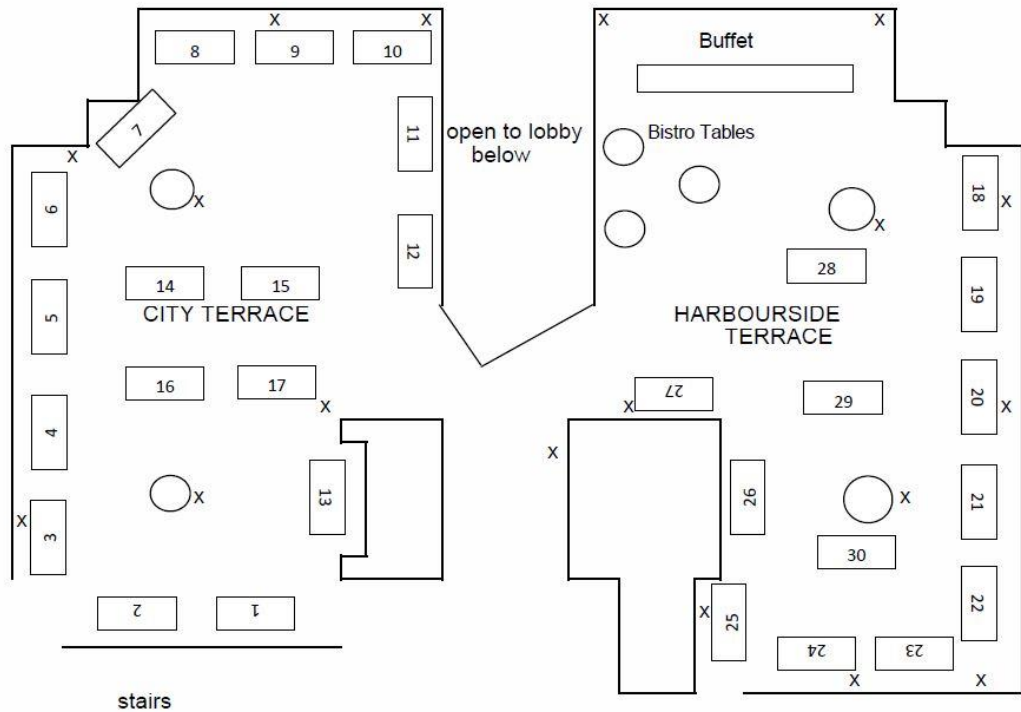 X X X X
8 9 10
Buffet
7
11
open to lobby
below
Bistro Tables
X
6
X
18 X
X
12
14 15
28
5
19
CITY TERRACE
HARBOURSIDE
TERRACE
16 17
27
29
20 X
X
X
4
X
13
26
21
X
X
X 3
30
2 1
25
X
22
24 23
X X
stairs